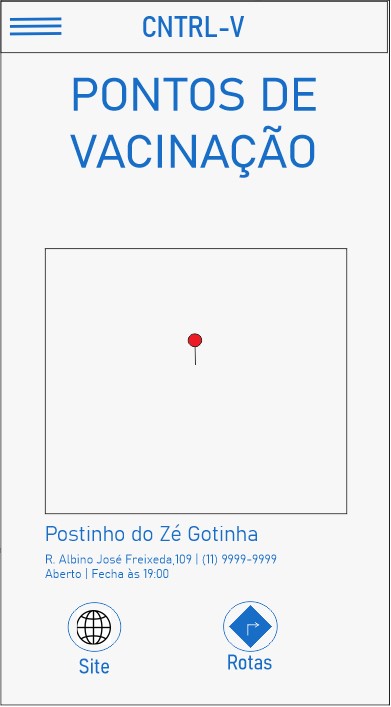 CNTRL-V
PONTOS DE
VACINAÇÃO
Postinho do Zé Gotinha
R. Albino José Freixeda,109 | (11) 9999-9999
Aberto | Fecha às 19:00
Site
Rotas